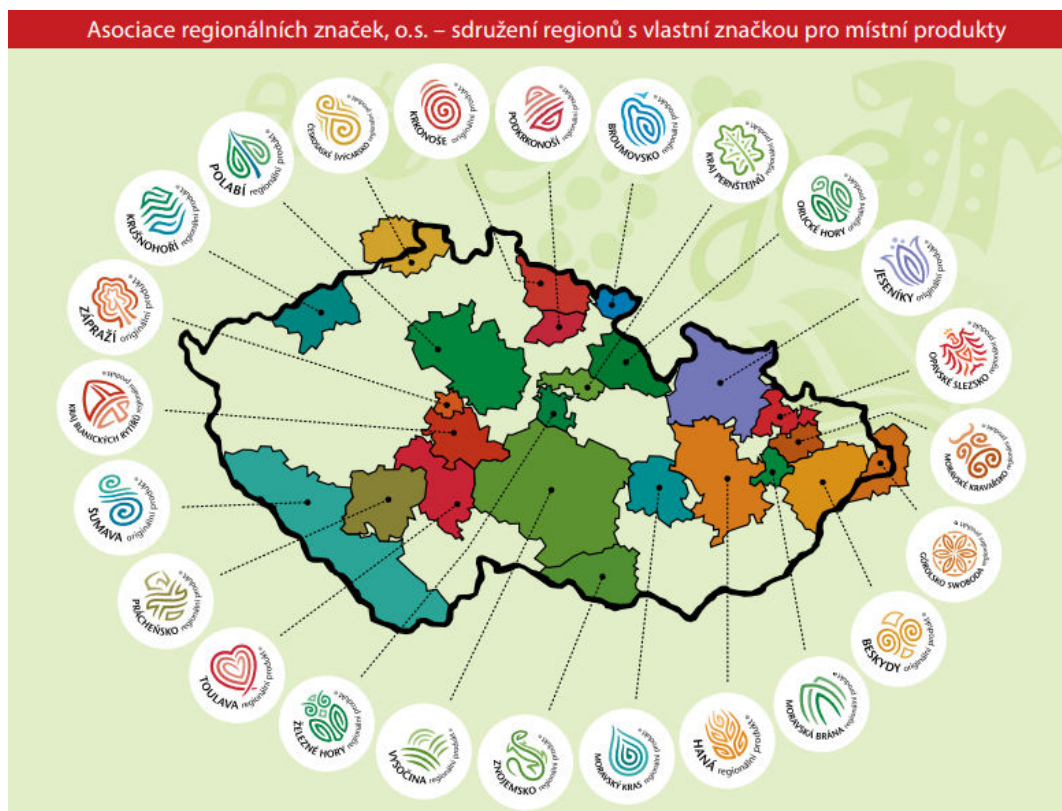 Asociace regionálních značek, o.s. – sdružení regionů s vlastní značkou pro místní produkty
ČESKOSASKÉ ŠVÝCARSKO regionální produkt®
KRKONOŠE originální produkt®
PODKRKONOŠÍ regionální produkt®
BROUMOVSKO regionální produkt®
KRAJ PERNŠTEJNŮ regionální produkt®
ORLICKÉ HORY originální produkt®
JESENÍKY originální produkt®
OPAVSKÉ SLEZSKO regionální produkt®
MORAVSKÉ KRAVAŘSKO regionální produkt®
GÓROLSKO SWOBODA regionální produkt®
BESKYDY originální produkt®
MORAVSKÁ BRÁNA regionální produkt®
HANÁ regionální produkt®
MORAVSKÝ KRAS regionální produkt®
ZNOJEMSKO regionální produkt®
VYSOČINA regionální produkt®
ŽELEZNÉ HORY regionální produkt®
TOULAVA regionální produkt®
PRÁCHEŇSKO regionální produkt®
ŠUMAVA originální produkt®
KRAJ BLANICKÝCH RYTÍŘŮ regionální produkt®
ZÁPRAŽÍ originální produkt®
KRUŠNOHOŘÍ regionální produkt®
POLABÍ regionální produkt®